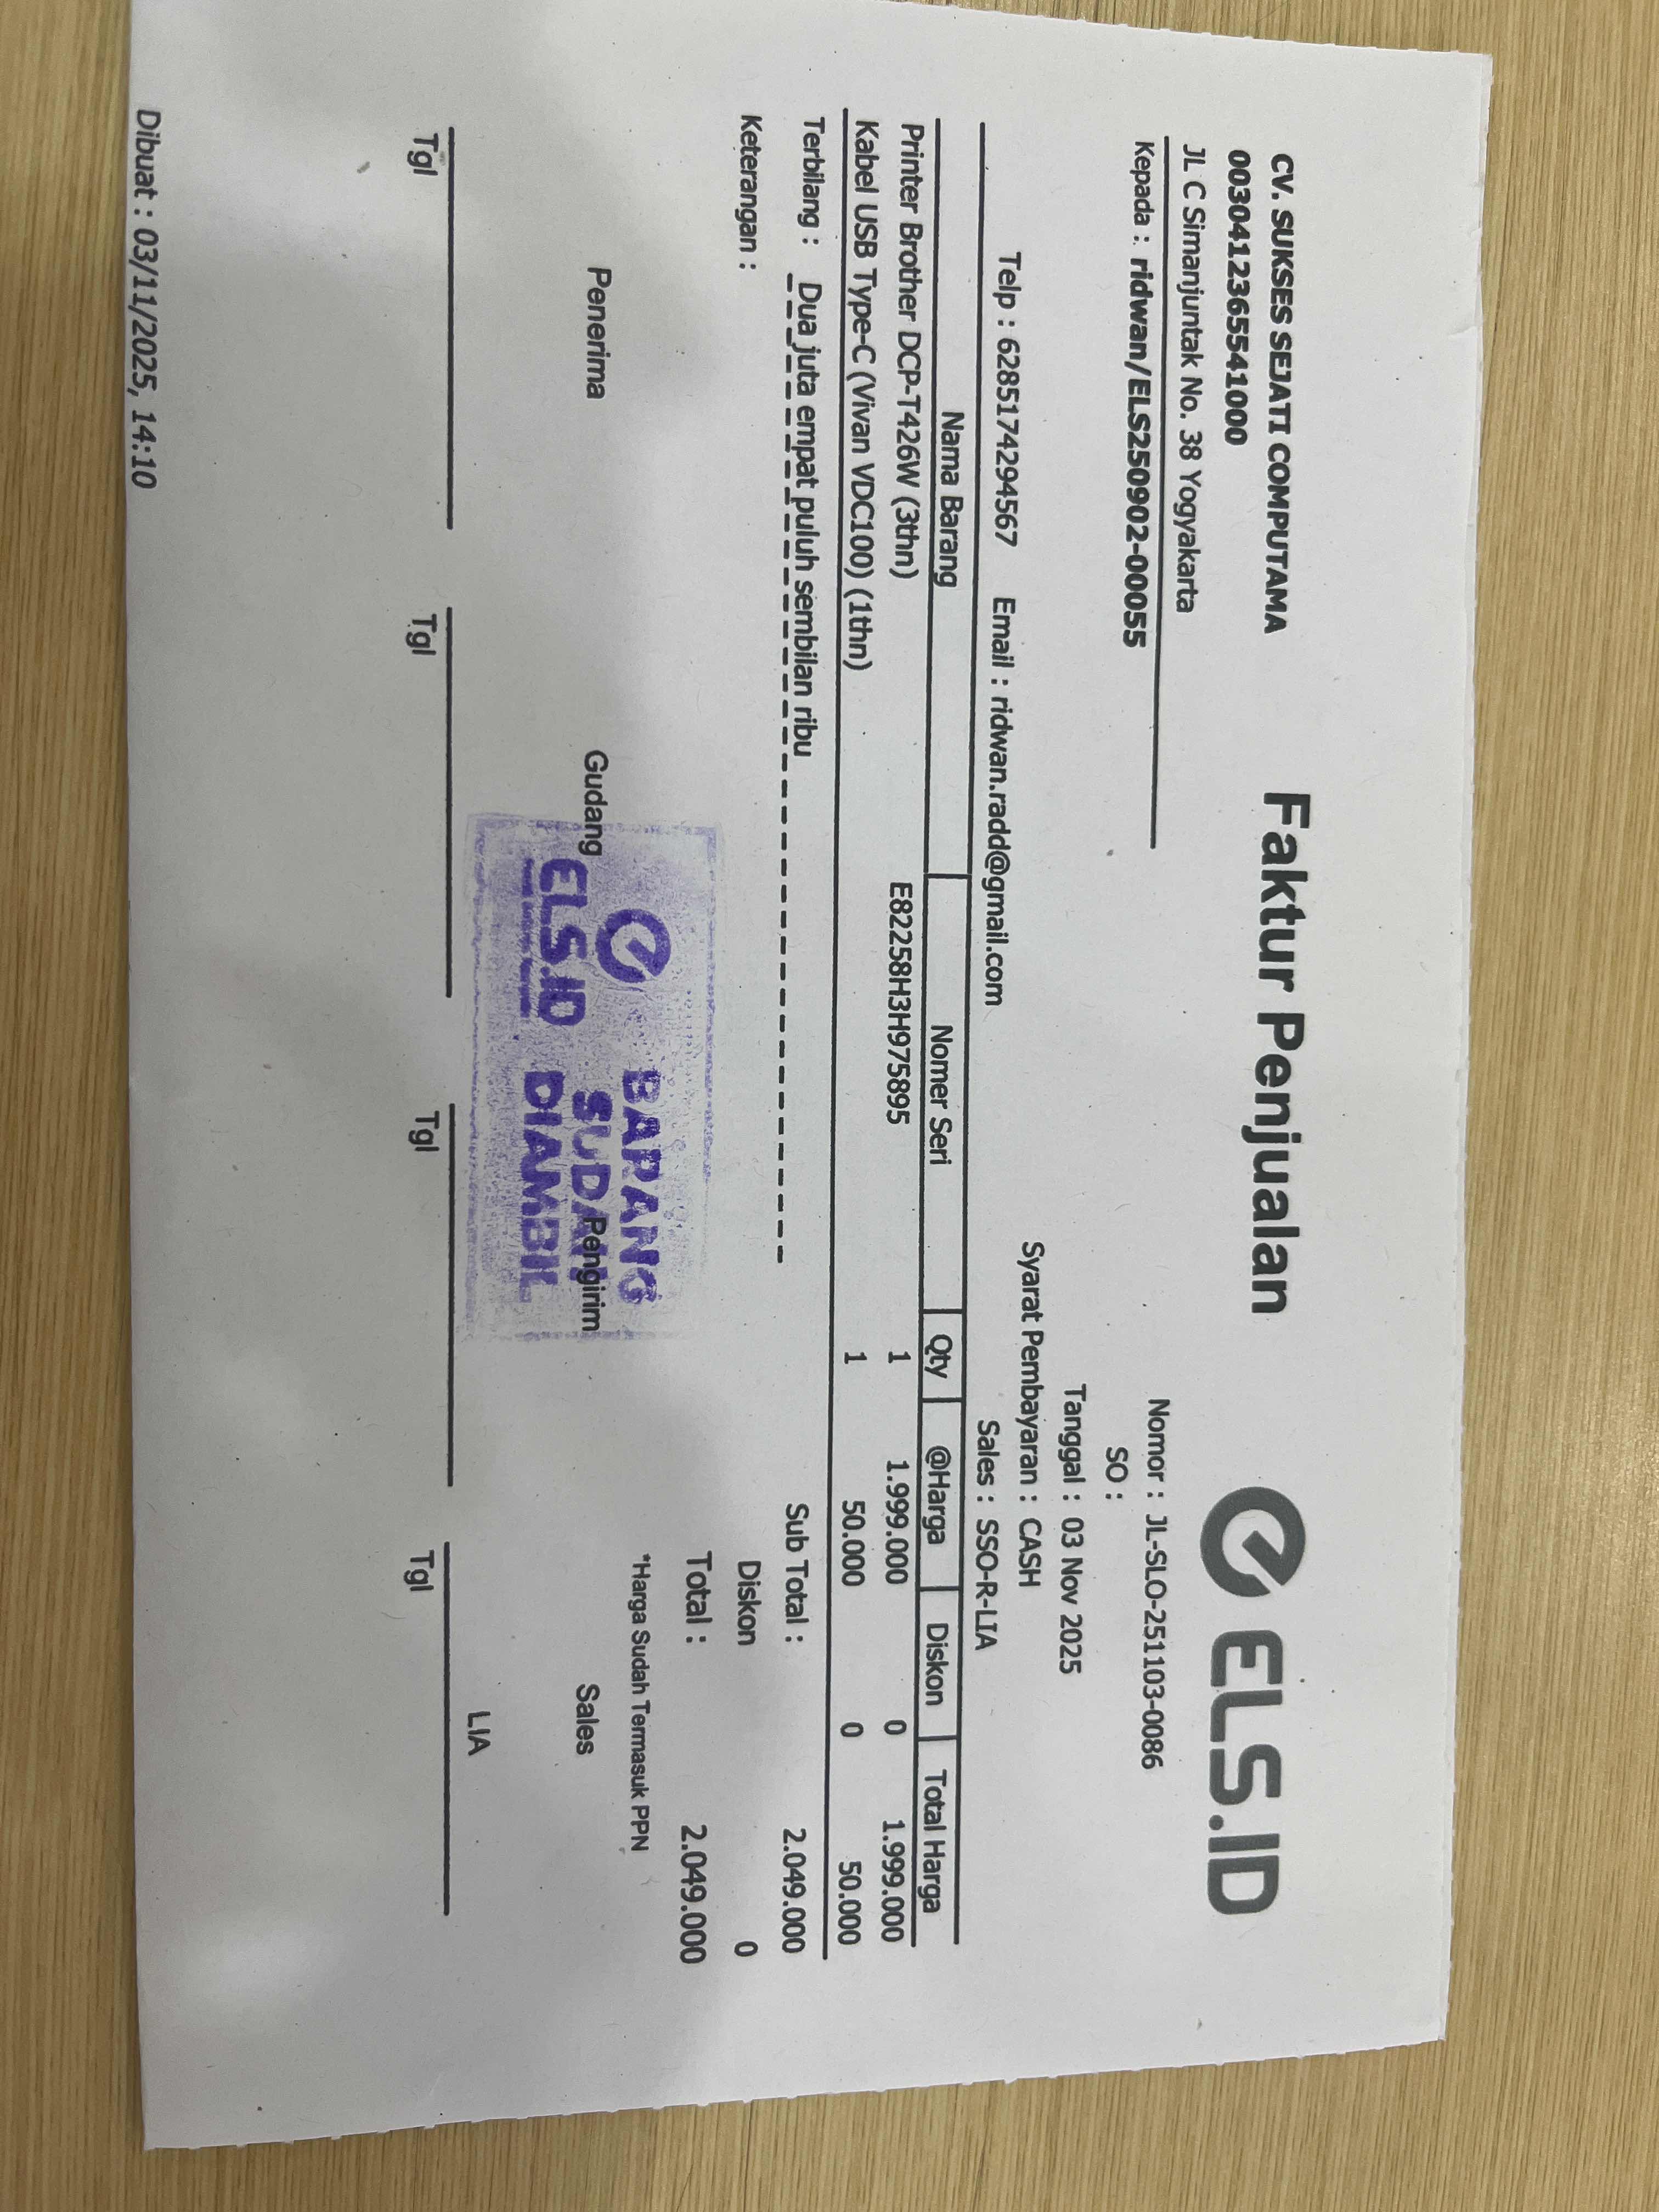 CV. SUKSES SEJATI COMPUTAMA
0030412365541000
JL C Simanjuntak No. 38 Yogyakarta
Kepada : ridwan/ELS250902-00055
Faktur Penjualan
ELS.ID
Nomor : JL-SLO-251103-0086
SO :
Tanggal : 03 Nov 2025
Syarat Pembayaran : CASH
Telp : 6285174294567 Email : ridwan.radd@gmail.com Sales : SSO-R-LIA
Nama Barang Nomer Seri Qty @Harga Diskon Total Harga
Printer Brother DCP-T426W (3thn) E82258H3H975895 1 1.999.000 0 1.999.000
Kabel USB Type-C (Vivan VDC100) (1thn) 1 50.000 0 50.000
Terbilang : Dua juta empat puluh sembilan ribu Sub Total : 2.049.000
Keterangan : Diskon 0
Total : 2.049.000
*Harga Sudah Termasuk PPN
Penerima Gudang Pengirim Sales
ELS.ID
BARANG
SUDAH
DIAMBIL
LIA
Tgl Tgl Tgl Tgl
Dibuat : 03/11/2025, 14:10